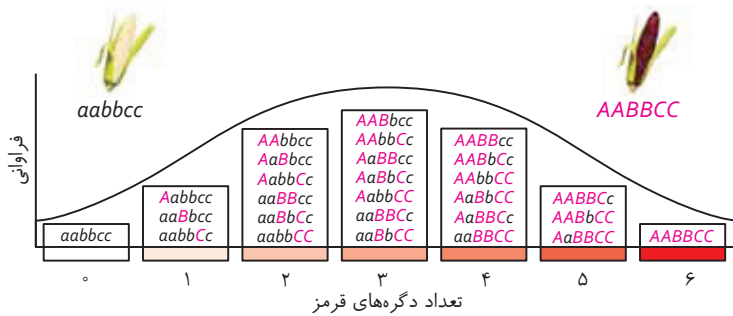 aabbcc
AABBCC
فراوانی
aabbcc
Aabbcc
aaBbcc
aabbCc
AAbbcc
AaBbcc
AabbCc
aaBBcc
aaBbCc
aabbCC
AABbcc
AAbbCc
AaBBcc
AaBbCc
AabbCC
aaBBCc
aaBbCC
AABBcc
AABbCc
AAbbCC
AaBbCC
AaBBCc
aaBBCC
AABBCc
AABbCC
AaBBCC
AABBCC
۰ ۱ ۲ ۳ ۴ ۵ ۶
تعداد دگره‌های قرمز